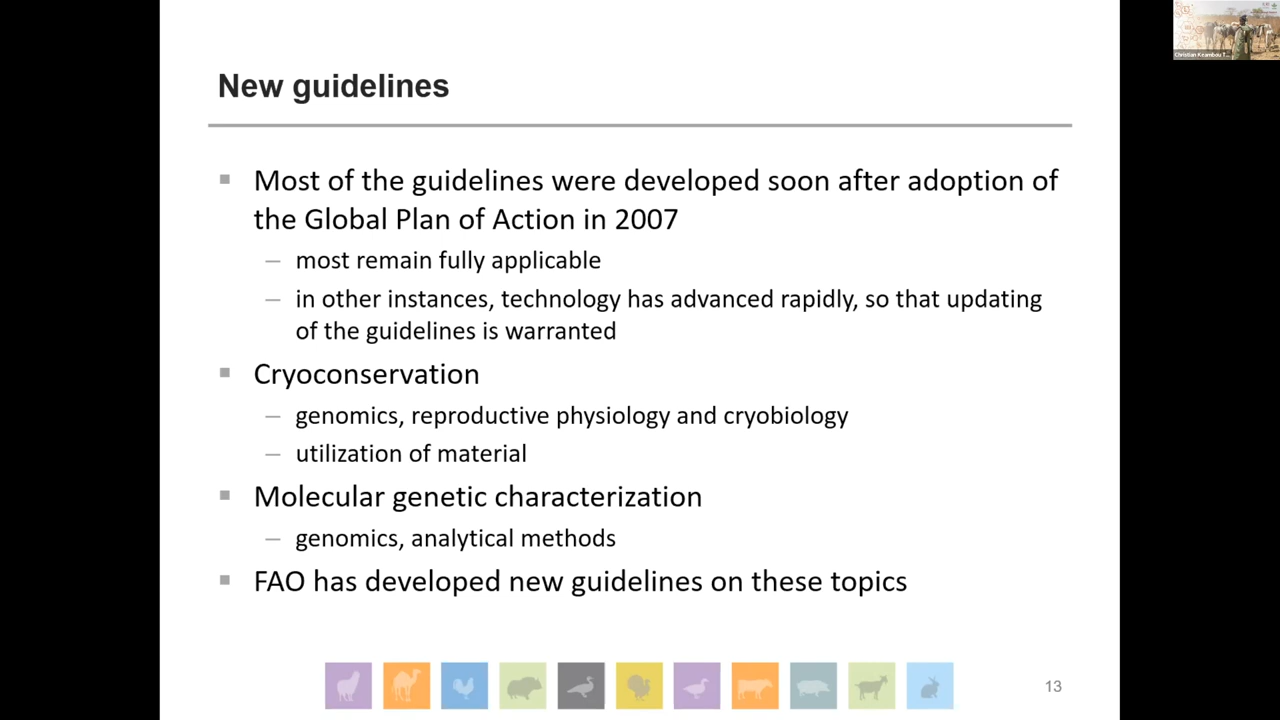 Christian Keambou T...
New guidelines
Most of the guidelines were developed soon after adoption of
the Global Plan of Action in 2007
– most remain fully applicable
– in other instances, technology has advanced rapidly, so that updating
of the guidelines is warranted
Cryoconservation
– genomics, reproductive physiology and cryobiology
– utilization of material
Molecular genetic characterization
– genomics, analytical methods
FAO has developed new guidelines on these topics
13